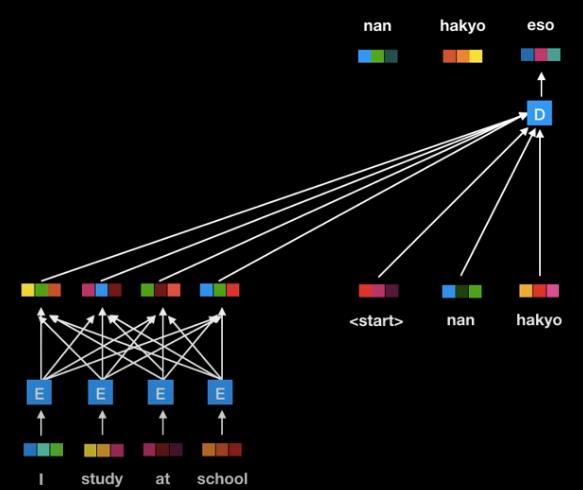 nan hakyo eso
D
<start> nan hakyo
E E E E
I study at school